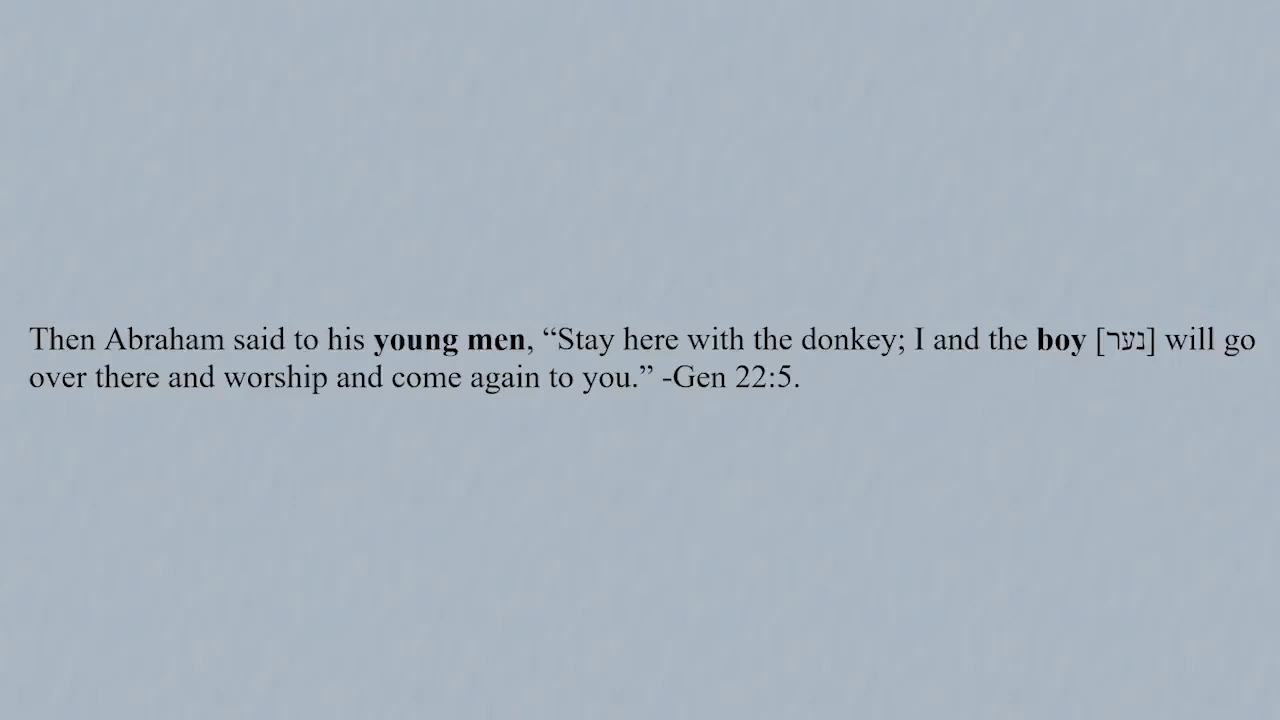 Then Abraham said to his young men, “Stay here with the donkey; I and the boy [נער] will go
over there and worship and come again to you.” -Gen 22:5.